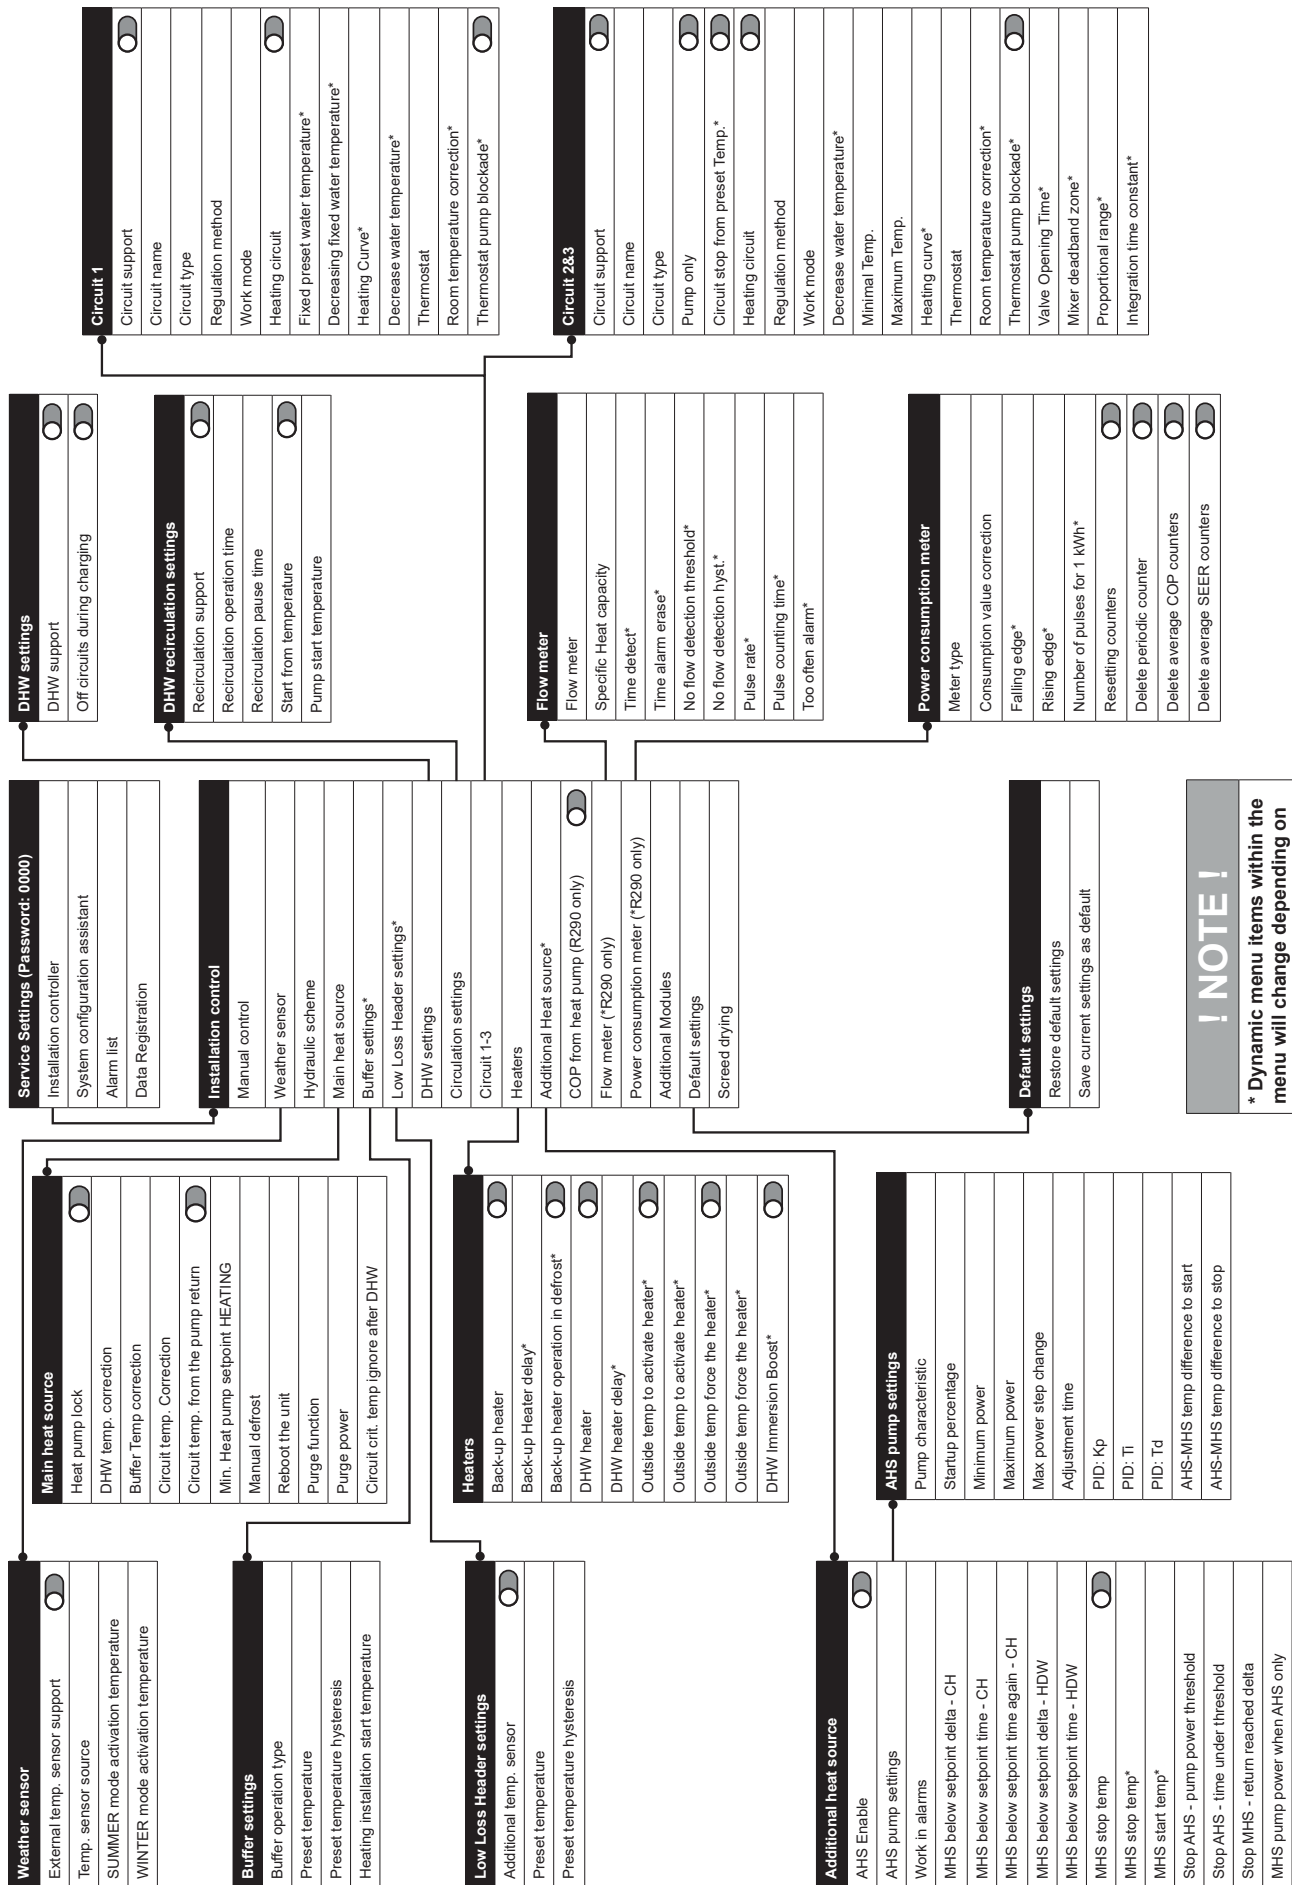 Weather sensor
External temp. sensor support
Temp. sensor source
SUMMER mode activation temperature
WINTER mode activation temperature
Buffer settings
Buffer operation type
Preset temperature
Preset temperature hysteresis
Heating installation start temperature
Low Loss Header settings
Additional temp. sensor
Preset temperature
Preset temperature hysteresis
Additional heat source
AHS Enable
AHS pump settings
Work in alarms
MHS below setpoint delta - CH
MHS below setpoint time - CH
MHS below setpoint time again - CH
MHS below setpoint delta - HDW
MHS below setpoint time - HDW
MHS stop temp
MHS stop temp*
MHS start temp*
Stop AHS - pump power threshold
Stop AHS - time under threshold
Stop MHS - return reached delta
MHS pump power when AHS only
Main heat source
Heat pump lock
DHW temp. correction
Buffer Temp correction
Circuit temp. Correction
Circuit temp. from the pump return
Min. Heat pump setpoint HEATING
Manual defrost
Reboot the unit
Purge function
Purge power
Circuit crit. temp ignore after DHW
Heaters
Back-up heater
Back-up Heater delay*
Back-up heater operation in defrost*
DHW heater
DHW heater delay*
Outside temp to activate heater*
Outside temp to activate heater*
Outside temp force the heater*
Outside temp force the heater*
DHW Immersion Boost*
AHS pump settings
Pump characteristic
Startup percentage
Minimum power
Maximum power
Max power step change
Adjustment time
PID: Kp
PID: Ti
PID: Td
AHS-MHS temp difference to start
AHS-MHS temp difference to stop
Service Settings (Password: 0000)
Installation controller
System configuration assistant
Alarm list
Data Registration
Installation control
Manual control
Weather sensor
Hydraulic scheme
Main heat source
Buffer settings*
Low Loss Header settings*
DHW settings
Circulation settings
Circuit 1-3
Heaters
Additional Heat source*
COP from heat pump (R290 only)
Flow meter (*R290 only)
Power consumption meter (*R290 only)
Additional Modules
Default settings
Screed drying
Default settings
Restore default settings
Save current settings as default
! NOTE !
* Dynamic menu items within the
menu will change depending on
DHW settings
DHW support
Off circuits during charging
DHW recirculation settings
Recirculation support
Recirculation operation time
Recirculation pause time
Start from temperature
Pump start temperature
Flow meter
Flow meter
Specific Heat capacity
Time detect*
Time alarm erase*
No flow detection threshold*
No flow detection hyst.*
Pulse rate*
Pulse counting time*
Too often alarm*
Power consumption meter
Meter type
Consumption value correction
Falling edge*
Rising edge*
Number of pulses for 1 kWh*
Resetting counters
Delete periodic counter
Delete average COP counters
Delete average SEER counters
Circuit 1
Circuit support
Circuit name
Circuit type
Regulation method
Work mode
Heating circuit
Fixed preset water temperature*
Decreasing fixed water temperature*
Heating Curve*
Decrease water temperature*
Thermostat
Room temperature correction*
Thermostat pump blockade*
Circuit 2&3
Circuit support
Circuit name
Circuit type
Pump only
Circuit stop from preset Temp.*
Heating circuit
Regulation method
Work mode
Decrease water temperature*
Minimal Temp.
Maximum Temp.
Heating curve*
Thermostat
Room temperature correction*
Thermostat pump blockade*
Valve Opening Time*
Mixer deadband zone*
Proportional range*
Integration time constant*